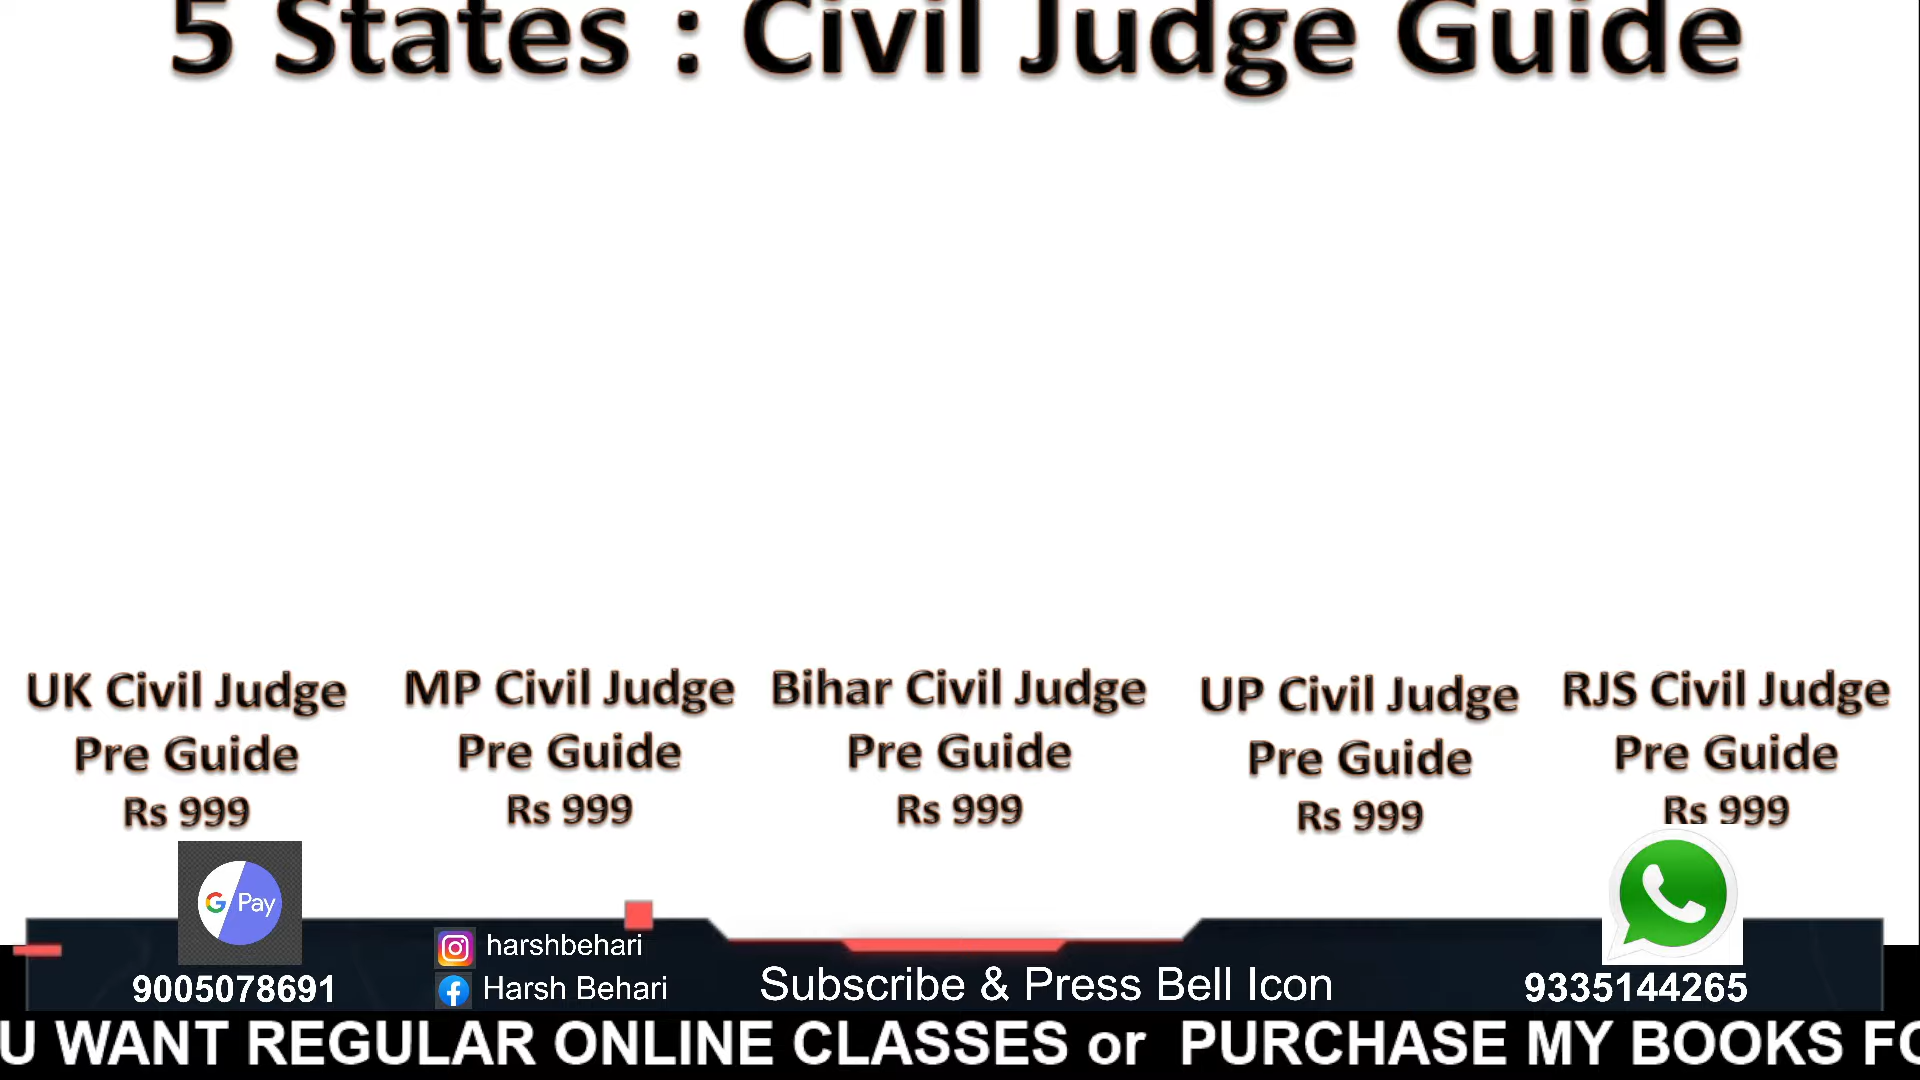 5 States : Civil Judge Guide
UK Civil Judge
Pre Guide
Rs 999
MP Civil Judge
Pre Guide
Rs 999
Bihar Civil Judge
Pre Guide
Rs 999
UP Civil Judge
Pre Guide
Rs 999
RJS Civil Judge
Pre Guide
Rs 999
G Pay
9005078691
harshbehari
Harsh Behari
Subscribe & Press Bell Icon
9335144265
U WANT REGULAR ONLINE CLASSES or PURCHASE MY BOOKS FO